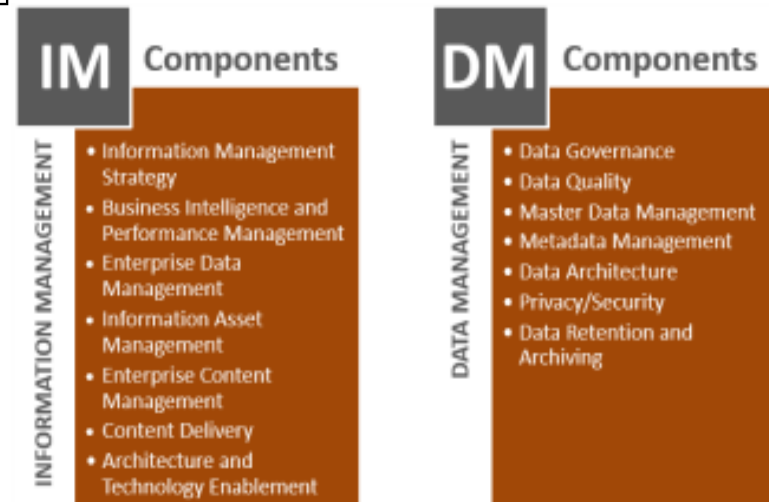 IM Components
INFORMATION MANAGEMENT
• Information Management
Strategy
• Business Intelligence and
Performance Management
• Enterprise Data
Management
• Information Asset
Management
• Enterprise Content
Management
• Content Delivery
• Architecture and
Technology Enablement
DM Components
DATA MANAGEMENT
• Data Governance
• Data Quality
• Master Data Management
• Metadata Management
• Data Architecture
• Privacy/Security
• Data Retention and
Archiving